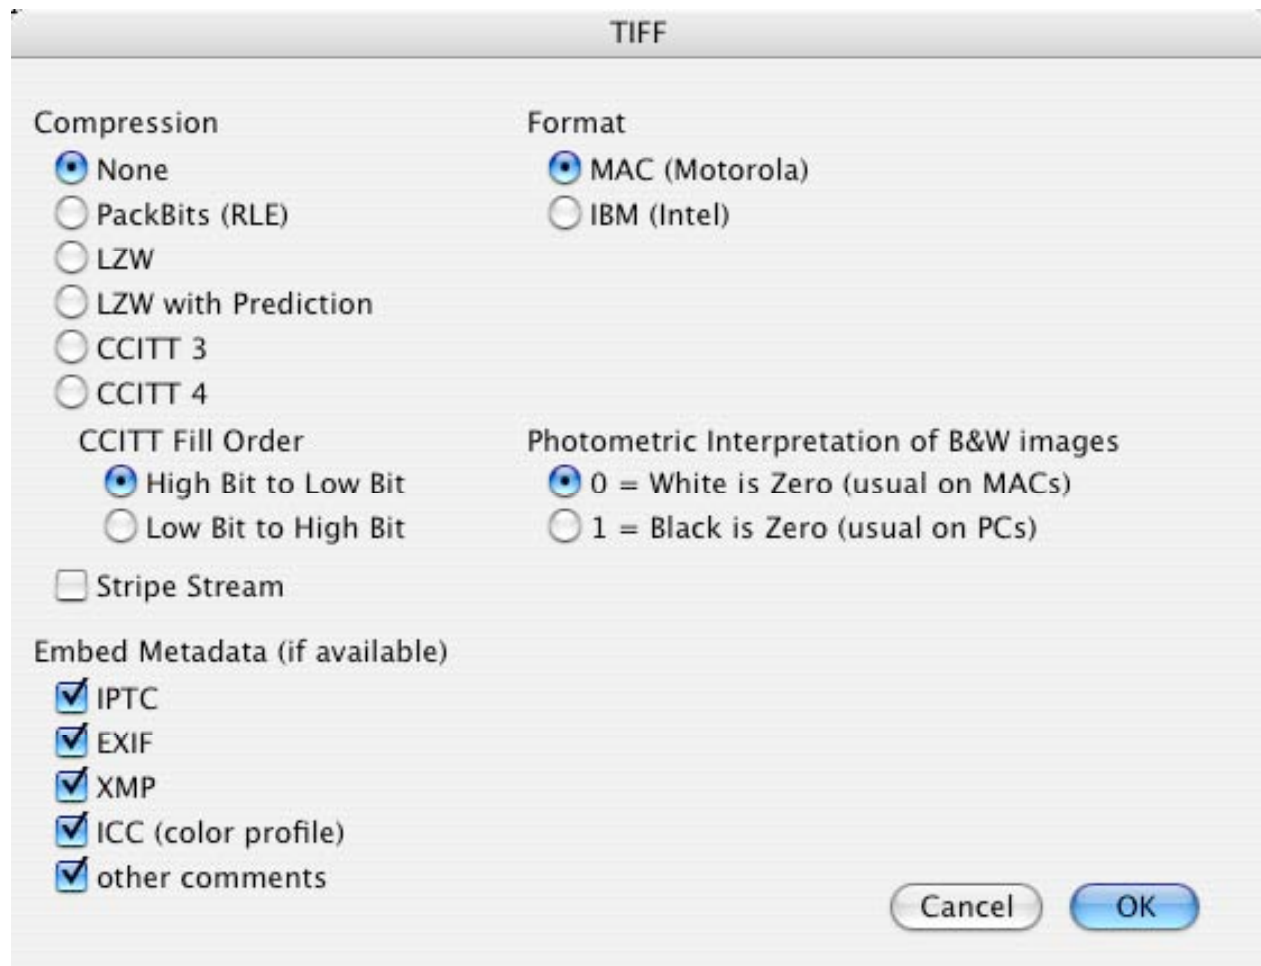 TIFF
Compression
None
PackBits (RLE)
LZW
LZW with Prediction
CCITT 3
CCITT 4
CCITT Fill Order
High Bit to Low Bit
Low Bit to High Bit
Stripe Stream
Format
MAC (Motorola)
IBM (Intel)
Photometric Interpretation of B&W images
0 = White is Zero (usual on MACs)
1 = Black is Zero (usual on PCs)
Embed Metadata (if available)
IPTC
EXIF
XMP
ICC (color profile)
other comments
Cancel
OK